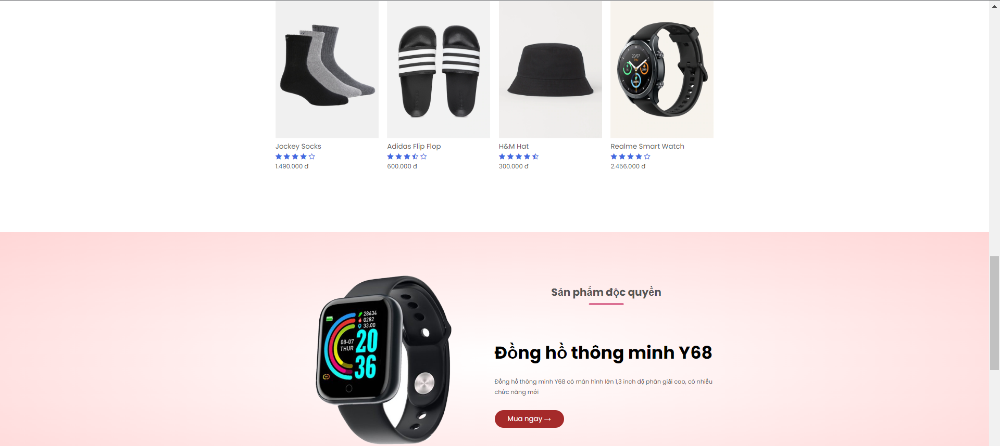 20/07
THU
Jockey Socks
Adidas Flip Flop
H&M Hat
Realme Smart Watch
1.490.000 đ
600.000 đ
300.000 đ
2.456.000 đ
Sản phẩm độc quyền
28634
0282
33.00
08-07
THUR
20
36
Đồng hồ thông minh Y68
Đồng hồ thông minh Y68 có màn hình lớn 1,3 inch độ phân giải cao, có nhiều
chức năng mới
Mua ngay →